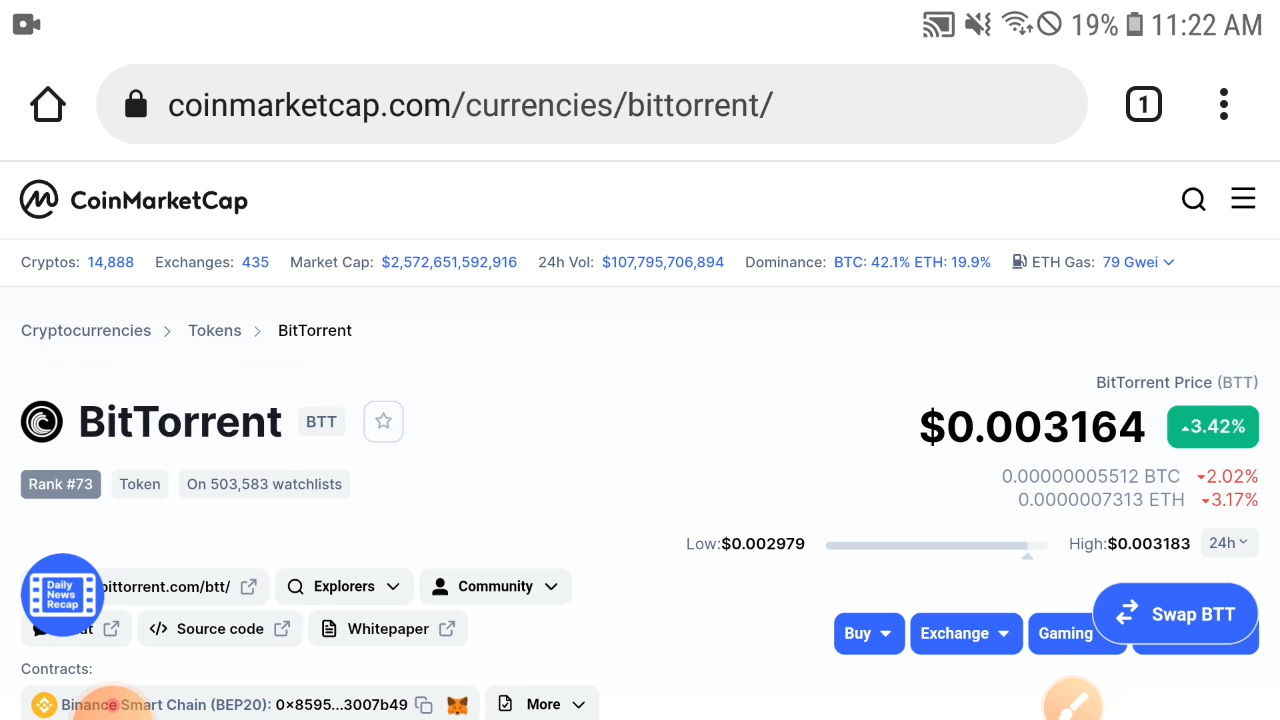 19% 11:22 AM
coinmarketcap.com/currencies/bittorrent/
1
CoinMarketCap
Cryptos: 14,888 Exchanges: 435 Market Cap: $2,572,651,592,916 24h Vol: $107,795,706,894 Dominance: BTC: 42.1% ETH: 19.9% ETH Gas: 79 Gwei
Cryptocurrencies > Tokens > BitTorrent
BitTorrent Price (BTT)
BitTorrent BTT
$0.003164 3.42%
Rank #73 Token On 503,583 watchlists
0.00000005512 BTC 2.02%
0.0000007313 ETH 3.17%
Low:$0.002979 High:$0.003183 24h
Daily
News
Recap
bittorrent.com/btt/ Explorers Community
Source code Whitepaper
Buy Exchange Gaming
Swap BTT
Contracts:
Binance Smart Chain (BEP20): 0x8595...3007b49 More